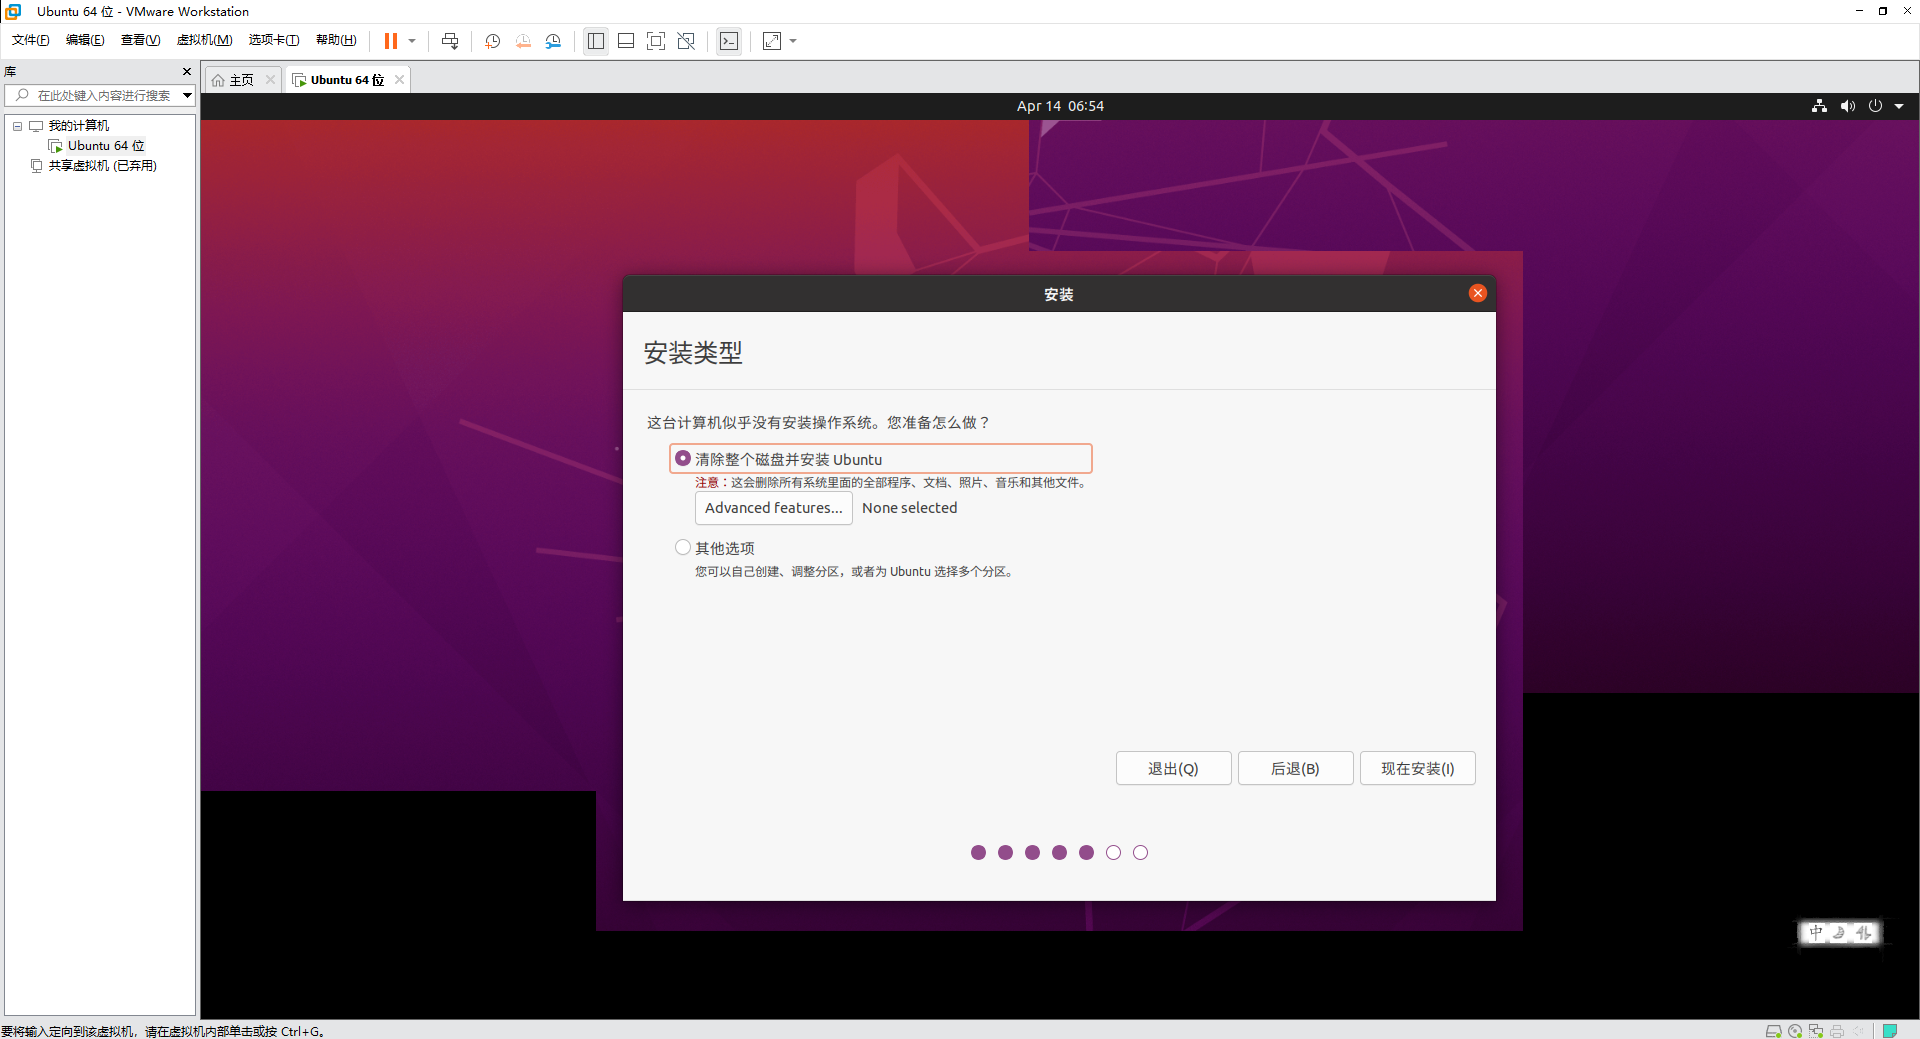 Ubuntu 64 位 - VMware Workstation
文件(F) 编辑(E) 查看(V) 虚拟机(M) 选项卡(T) 帮助(H)
库
在此处键入内容进行搜索
我的计算机
Ubuntu 64 位
共享虚拟机 (已弃用)
主页
Ubuntu 64 位
Apr 14 06:54
安装
安装类型
这台计算机似乎没有安装操作系统。您准备怎么做？
清除整个磁盘并安装 Ubuntu
注意：这会删除所有系统里面的全部程序、文档、照片、音乐和其他文件。
Advanced features... None selected
其他选项
您可以自己创建、调整分区，或者为 Ubuntu 选择多个分区。
退出(Q) 后退(B) 现在安装(I)
中
要将输入定向到该虚拟机，请在虚拟机内部单击或按 Ctrl+G。